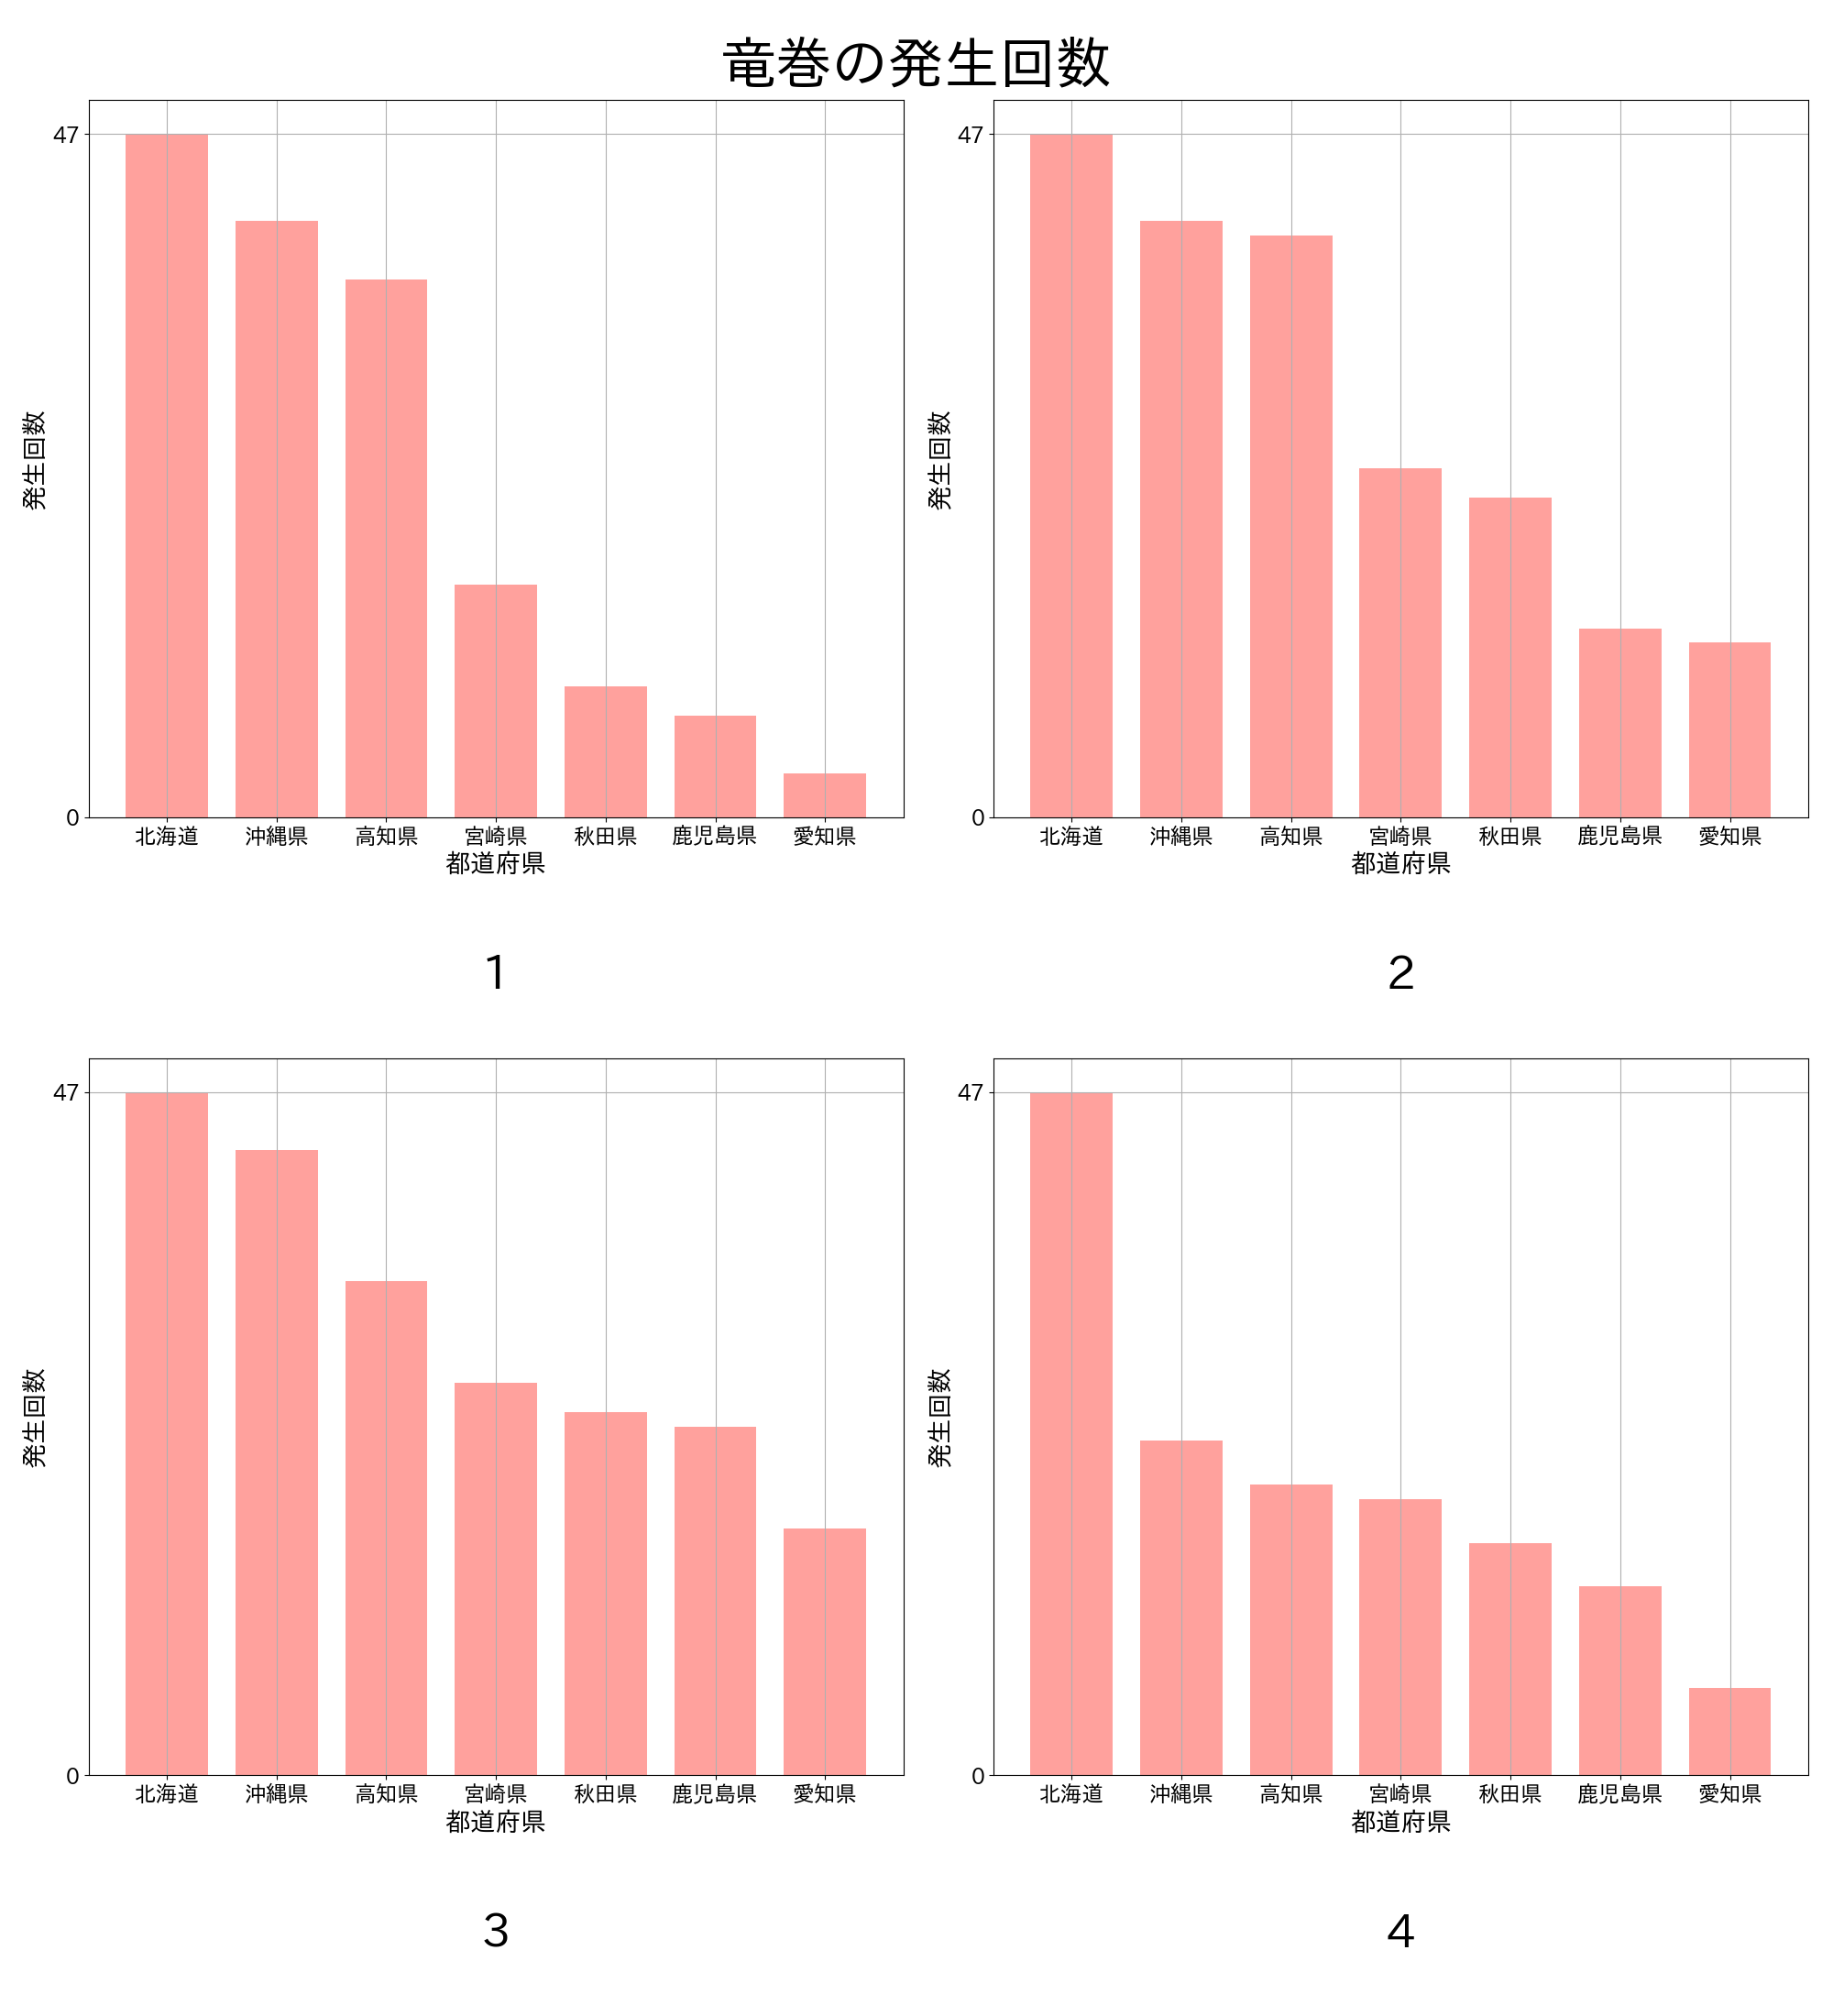 竜巻の発生回数
47
0
発生回数
北海道 沖縄県 高知県 宮崎県 秋田県 鹿児島県 愛知県
都道府県
1
47
0
発生回数
北海道 沖縄県 高知県 宮崎県 秋田県 鹿児島県 愛知県
都道府県
2
47
0
発生回数
北海道 沖縄県 高知県 宮崎県 秋田県 鹿児島県 愛知県
都道府県
3
47
0
発生回数
北海道 沖縄県 高知県 宮崎県 秋田県 鹿児島県 愛知県
都道府県
4